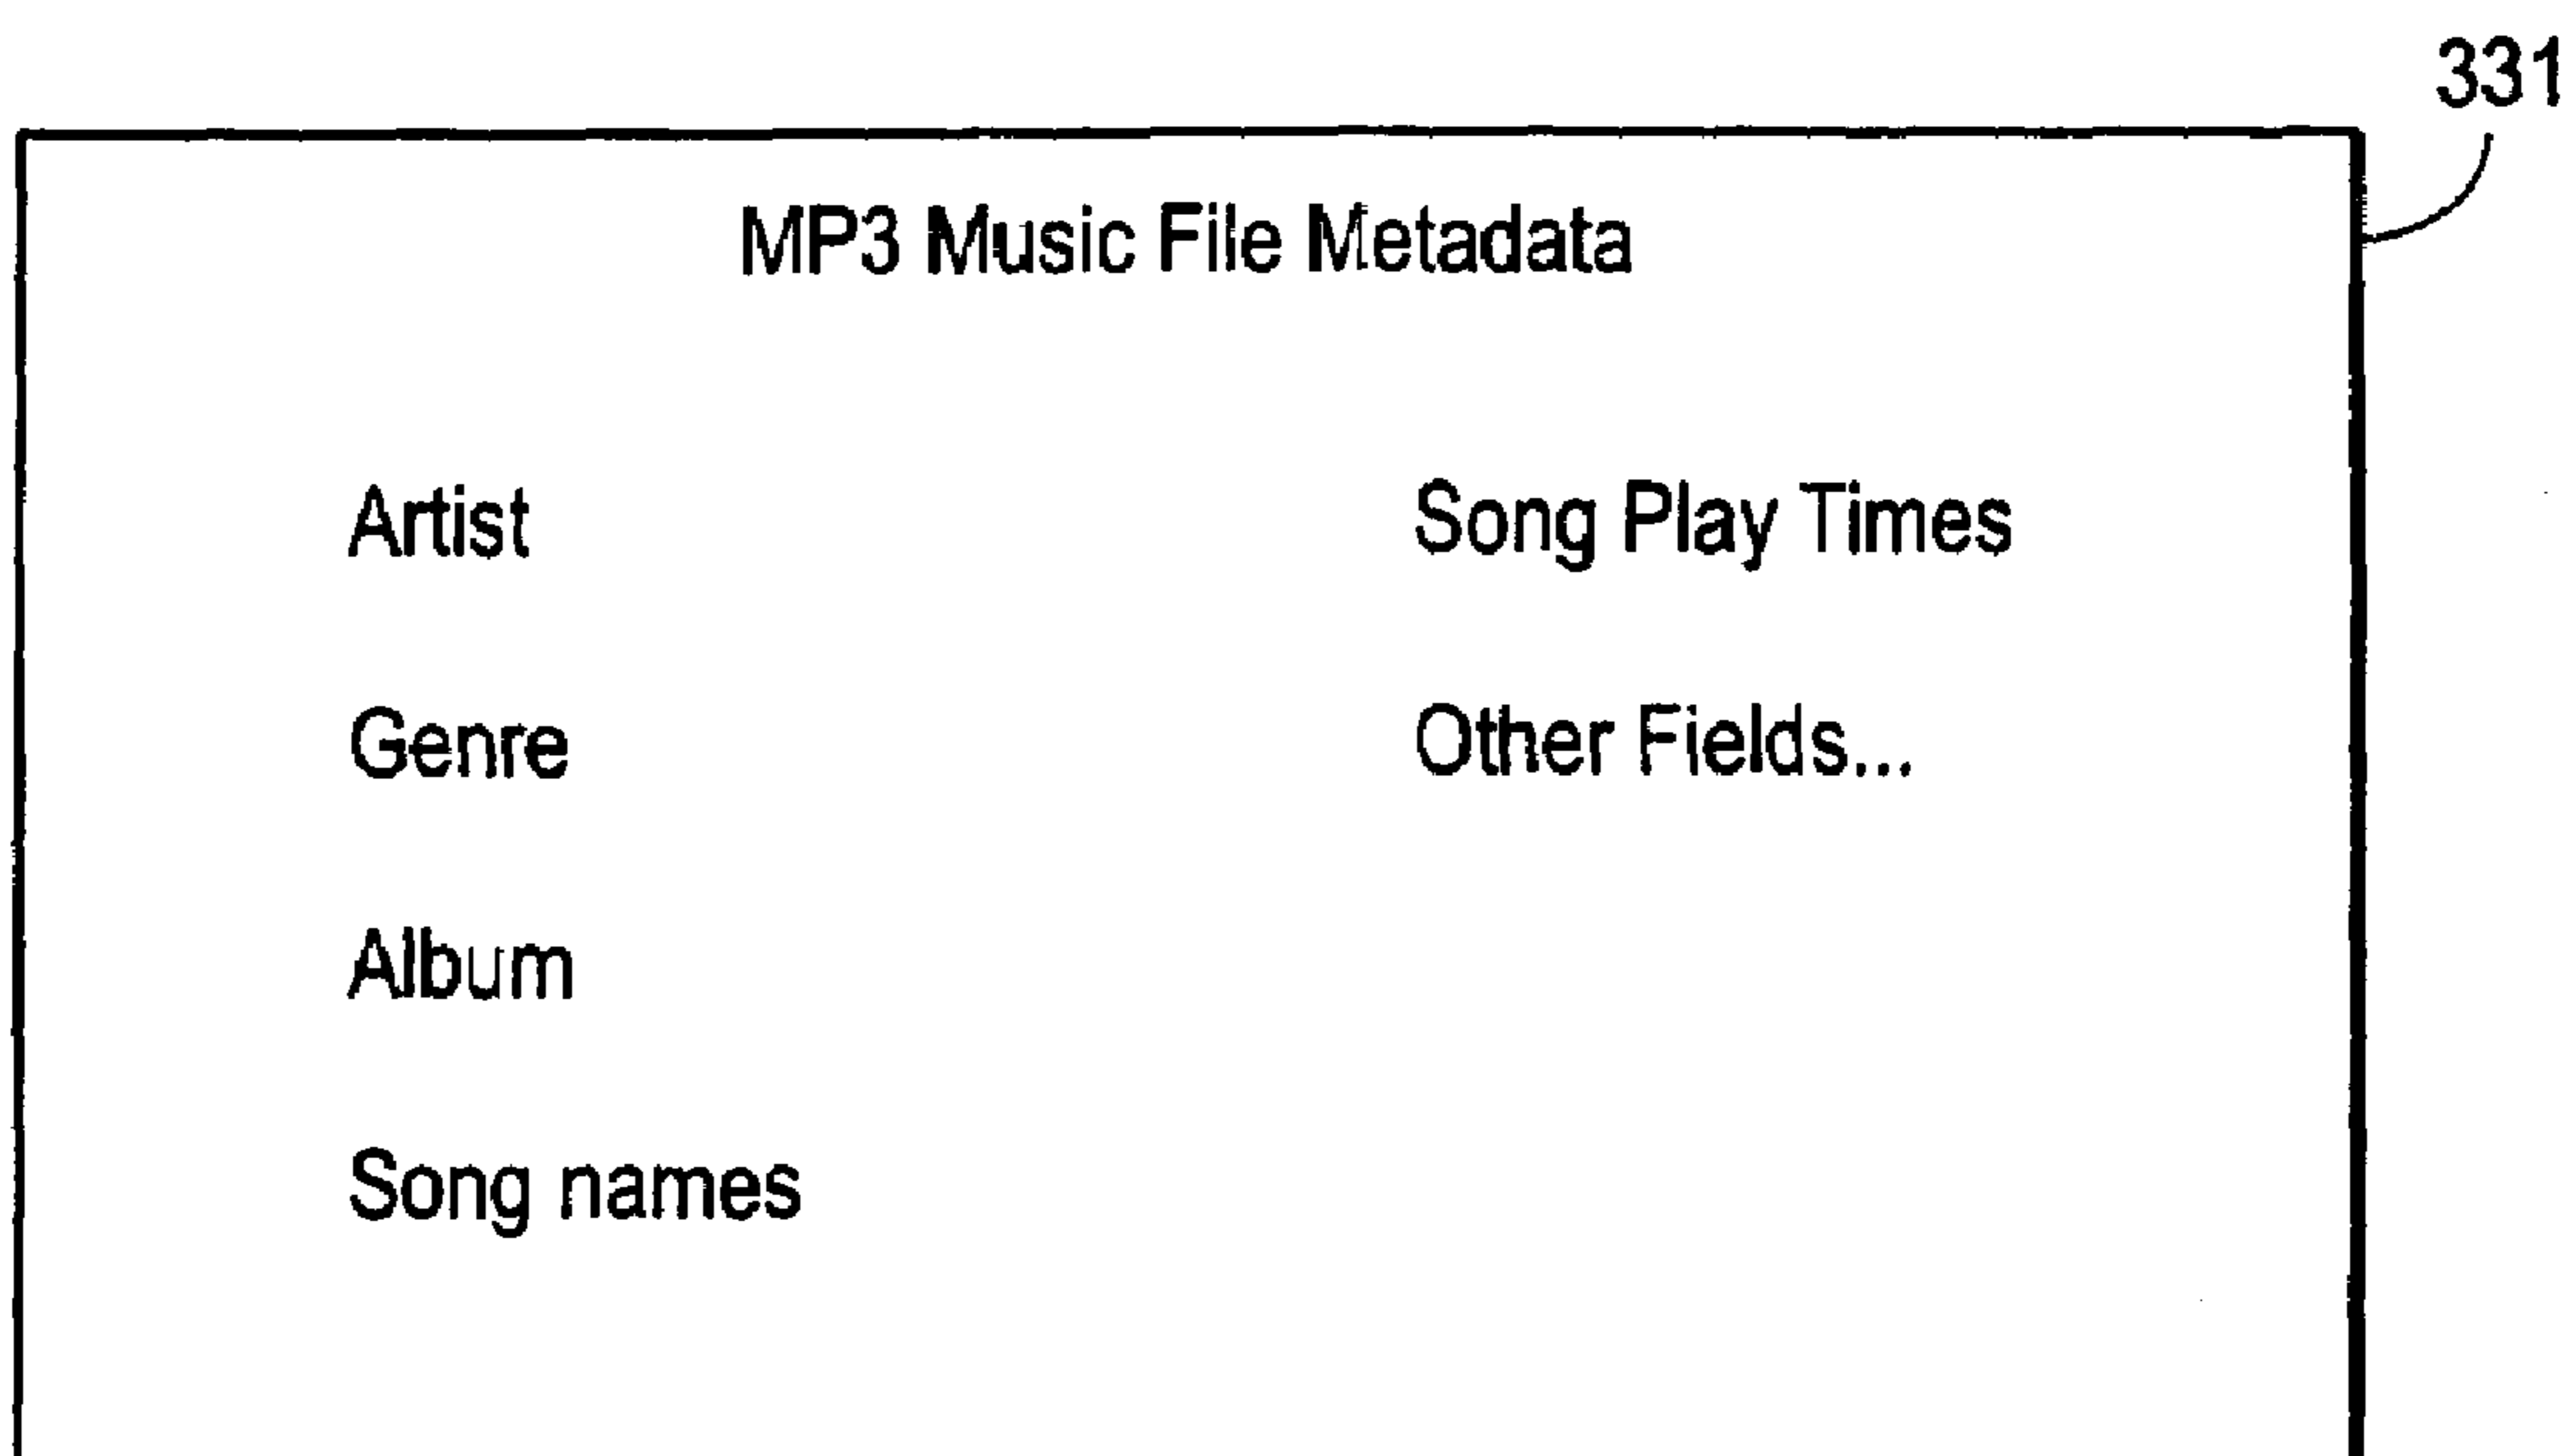 331
MP3 Music File Metadata
Artist
Genre
Album
Song names
Song Play Times
Other Fields...